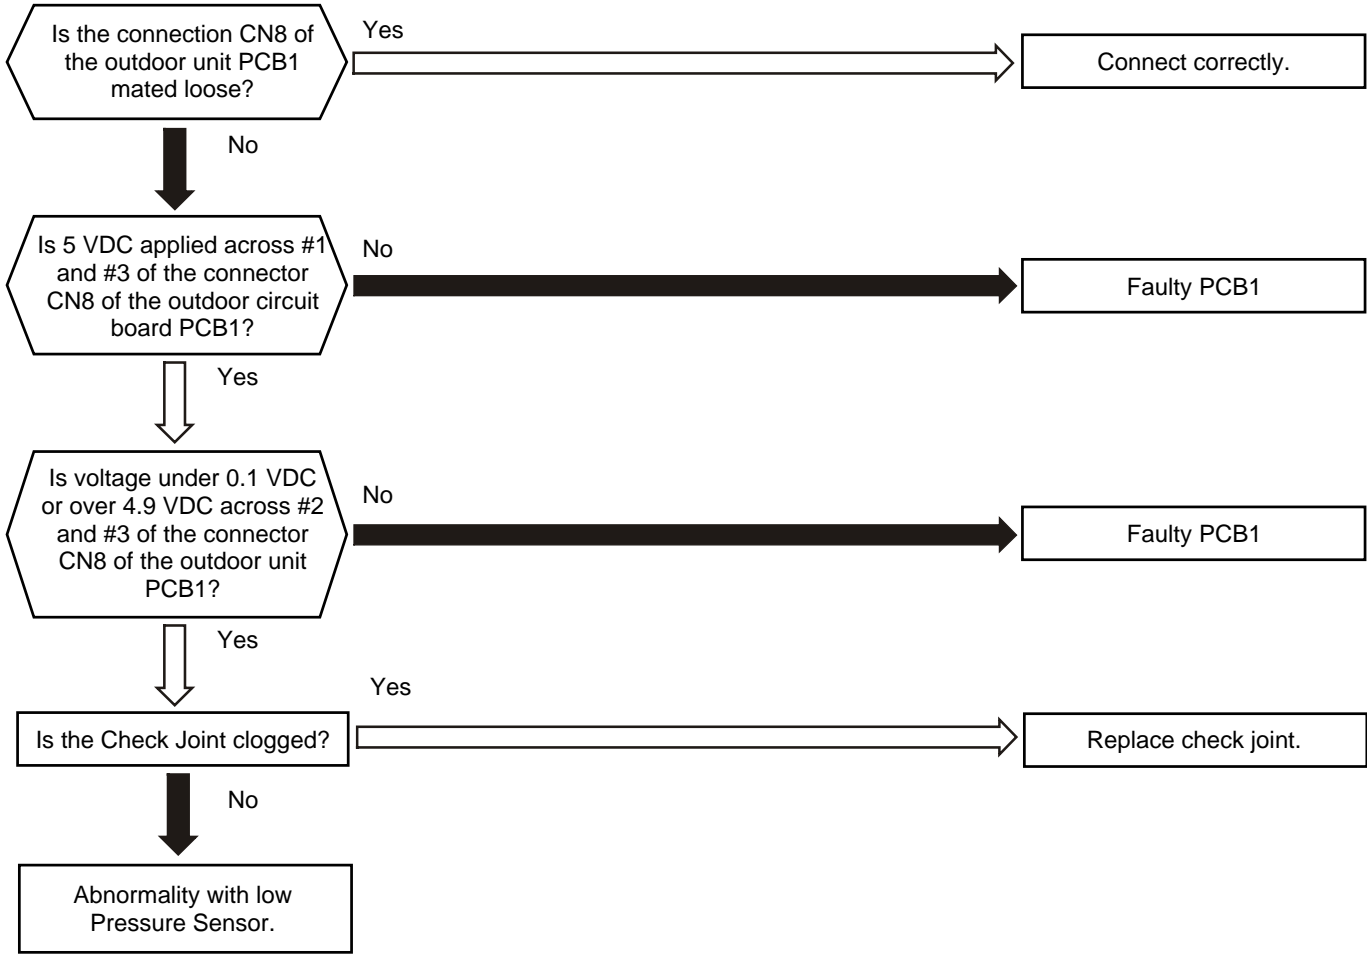 Is the connection CN8 of
the outdoor unit PCB1
mated loose?
Yes
Connect correctly.
No
Is 5 VDC applied across #1
and #3 of the connector
CN8 of the outdoor circuit
board PCB1?
No
Faulty PCB1
Yes
Is voltage under 0.1 VDC
or over 4.9 VDC across #2
and #3 of the connector
CN8 of the outdoor unit
PCB1?
No
Faulty PCB1
Yes
Is the Check Joint clogged?
Yes
Replace check joint.
No
Abnormality with low
Pressure Sensor.